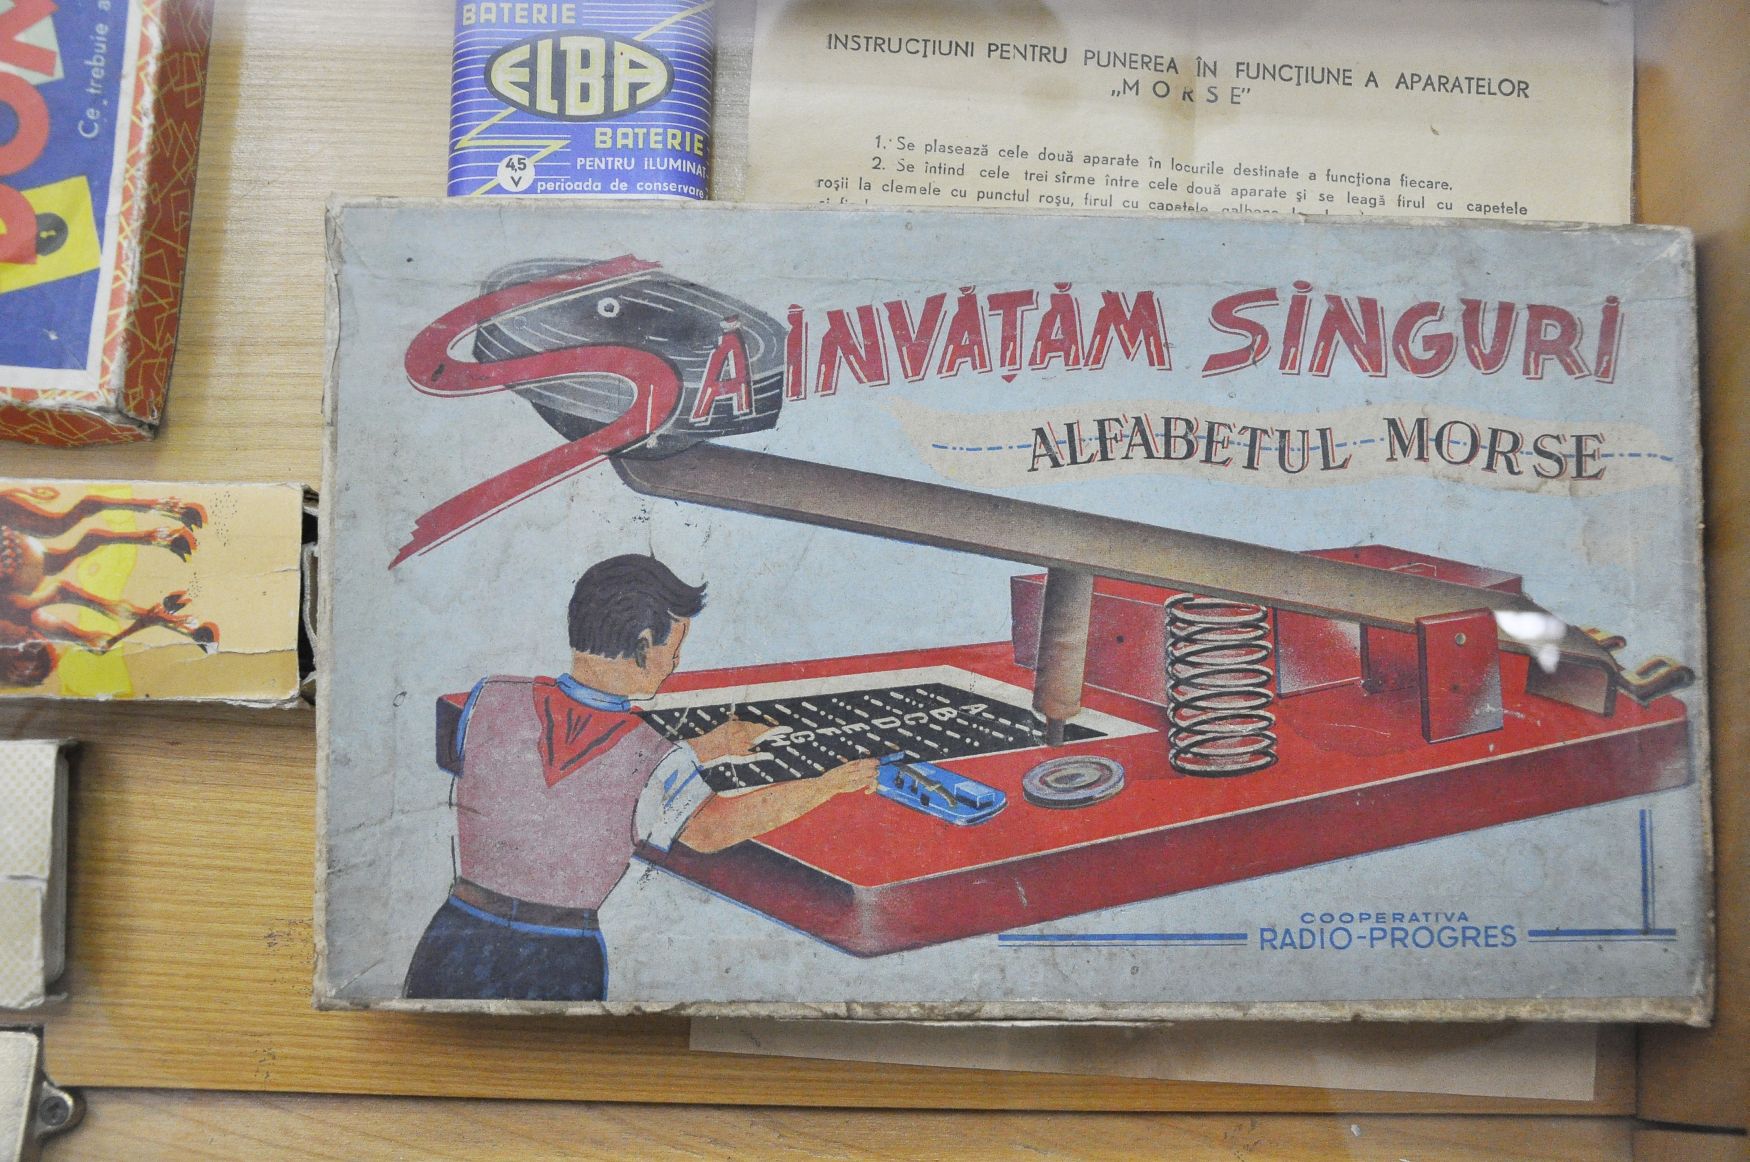 Ce trebuie
BATERIE
ELBA
BATERIE
4,5 V
PENTRU ILUMINAT
perioada de conservare
INSTRUCȚIUNI PENTRU PUNEREA ÎN FUNCȚIUNE A APARATELOR
„MORSE”
1. Se plasează cele două aparate în locurile destinate a funcționa fiecare.
2. Se întind cele trei sîrme între cele două aparate și se leagă firul cu capetele
roșii la clemele cu punctul roșu, firul cu capetele galbene
SĂ INVĂȚĂM SINGURI
ALFABETUL MORSE
A
B
C
D
E
F
G
H
COOPERATIVA
RADIO-PROGRES